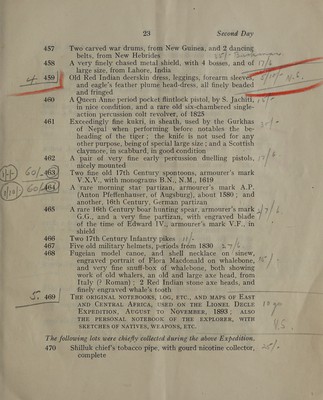 23 Second Day
457 Two carved war drums, from New Guinea, and 2 dancing
belts, from New Hebrides
458 A very finely chased metal shield, with 4 bosses, and of 17/6
large size, from Lahore, India
459 Old Red Indian deerskin dress, leggings, forearm sleeves,
and eagle's feather plume head-dress, all finely beaded
and fringed
460 A Queen Anne period pocket flintlock pistol, by S. Jachitt,
in nice condition, and a rare old six-chambered single-
action percussion colt revolver, of 1825
461 Exceedingly fine kukri, in sheath, used by the Gurkhas
of Nepal when performing before notables the be-
heading of the tiger; the knife is not used for any
other purpose, being of special large size; and a Scottish
claymore, in scabbard, in good condition
462 A pair of very fine early percussion duelling pistols,
nicely mounted
60/- 463 Two fine old 17th Century spontoons, armourer's mark
V.X.V., with monograms B.N., S.M., 1619
60/- 464 A rare morning star partizan, armourer's mark A.P.
(Anton Pfeffenhauer, of Augsburg), about 1580; and
another, 16th Century, German partizan
465 A rare 16th Century boar hunting spear, armourer's mark
G.G., and a very fine partizan, with engraved blade
of the time of Edward IV., armourer's mark V.F., in
shield
466 Two 17th Century Infantry pikes
467 Five old military helmets, periods from 1830
468 Fugeian model canoe, and shell necklace on sinew,
engraved portrait of Flora Macdonald on whalebone,
and very fine snuff-box of whalebone, both showing
work of old whalers, an old and large axe head, from
Italy (? Roman); 2 Red Indian stone axe heads, and
finely engraved whale's tooth
5. 469 THE ORIGINAL NOTEBOOKS, LOG, ETC., AND MAPS OF EAST
AND CENTRAL AFRICA, USED ON THE LIONEL DECLE
EXPEDITION, AUGUST TO NOVEMBER, 1893; ALSO
THE PERSONAL NOTEBOOK OF THE EXPLORER, WITH
SKETCHES OF NATIVES, WEAPONS, ETC.
The following lots were chiefly collected during the above Expedition.
470 Shilluk chief's tobacco pipe, with gourd nicotine collector,
complete